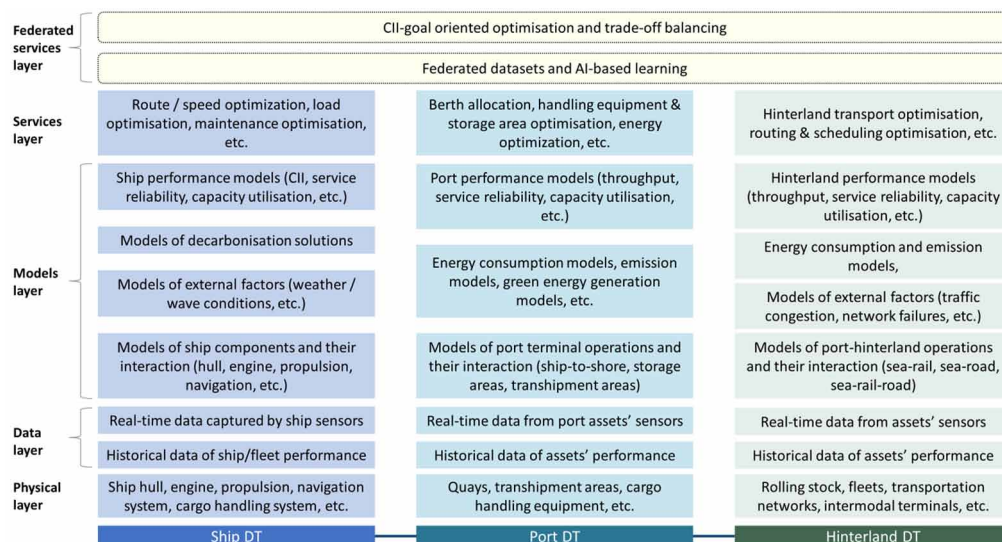 Federated
services
layer
CII-goal oriented optimisation and trade-off balancing
Federated datasets and AI-based learning
Services
layer
Route / speed optimization, load
optimisation, maintenance optimisation,
etc.
Berth allocation, handling equipment &
storage area optimisation, energy
optimization, etc.
Hinterland transport optimisation,
routing & scheduling optimisation, etc.
Models
layer
Ship performance models (CII, service
reliability, capacity utilisation, etc.)
Port performance models (throughput,
service reliability, capacity utilisation,
etc.)
Hinterland performance models
(throughput, service reliability, capacity
utilisation, etc.)
Models of decarbonisation solutions
Models of external factors (weather /
wave conditions, etc.)
Energy consumption models, emission
models, green energy generation
models, etc.
Energy consumption and emission
models,
Models of external factors (traffic
congestion, network failures, etc.)
Models of ship components and their
interaction (hull, engine, propulsion,
navigation, etc.)
Models of port terminal operations and
their interaction (ship-to-shore, storage
areas, transhipment areas)
Models of port-hinterland operations
and their interaction (sea-rail, sea-road,
sea-rail-road)
Data
layer
Real-time data captured by ship sensors
Real-time data from port assets' sensors
Real-time data from assets' sensors
Historical data of ship/fleet performance
Historical data of assets' performance
Historical data of assets' performance
Physical
layer
Ship hull, engine, propulsion, navigation
system, cargo handling system, etc.
Quays, transhipment areas, cargo
handling equipment, etc.
Rolling stock, fleets, transportation
networks, intermodal terminals, etc.
Ship DT
Port DT
Hinterland DT